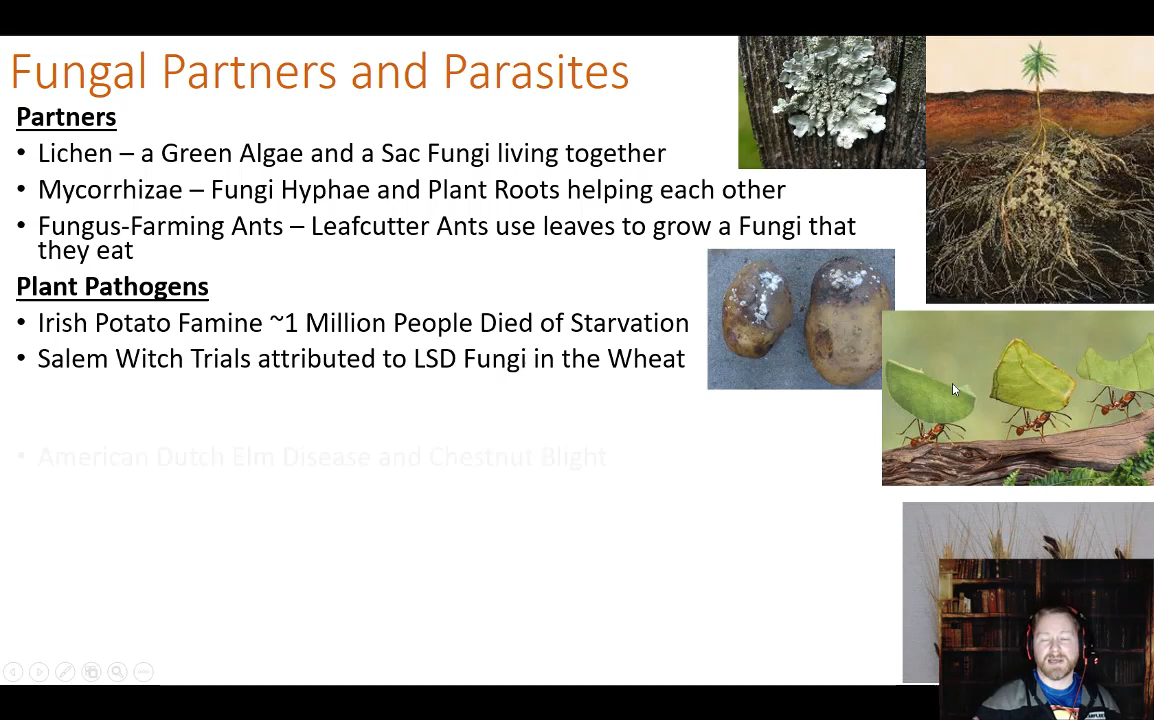 Fungal Partners and Parasites
Partners
• Lichen – a Green Algae and a Sac Fungi living together
• Mycorrhizae – Fungi Hyphae and Plant Roots helping each other
• Fungus-Farming Ants – Leafcutter Ants use leaves to grow a Fungi that
they eat
Plant Pathogens
• Irish Potato Famine ~1 Million People Died of Starvation
• Salem Witch Trials attributed to LSD Fungi in the Wheat
• American Dutch Elm Disease and Chestnut Blight